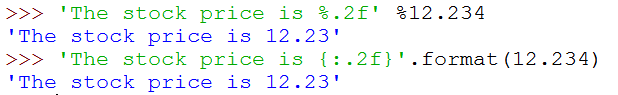 >>> 'The stock price is %.2f' %12.234
'The stock price is 12.23'
>>> 'The stock price is {:.2f}'.format(12.234)
'The stock price is 12.23'